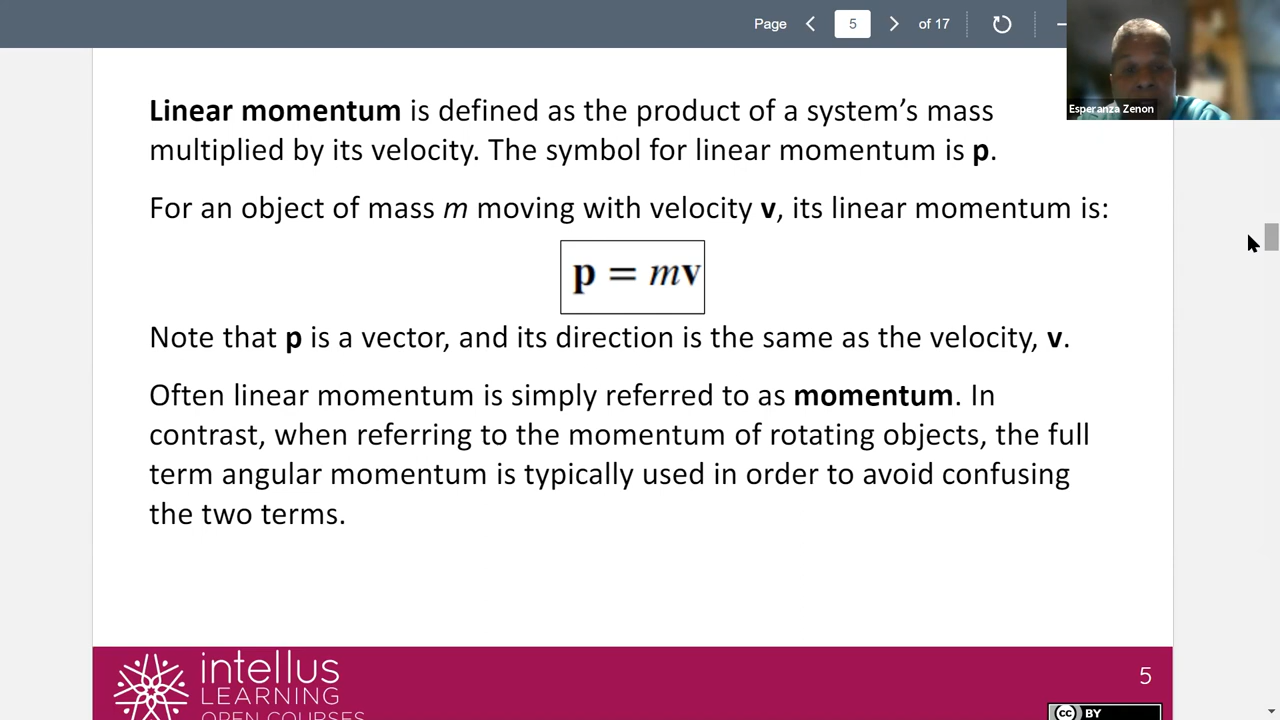 Page 5 of 17
Esperanza Zenon
Linear momentum is defined as the product of a system’s mass
multiplied by its velocity. The symbol for linear momentum is p.
For an object of mass m moving with velocity v, its linear momentum is:
p = mv
Note that p is a vector, and its direction is the same as the velocity, v.
Often linear momentum is simply referred to as momentum. In
contrast, when referring to the momentum of rotating objects, the full
term angular momentum is typically used in order to avoid confusing
the two terms.
intellus
LEARNING
OPEN COURSES
5
cc BY